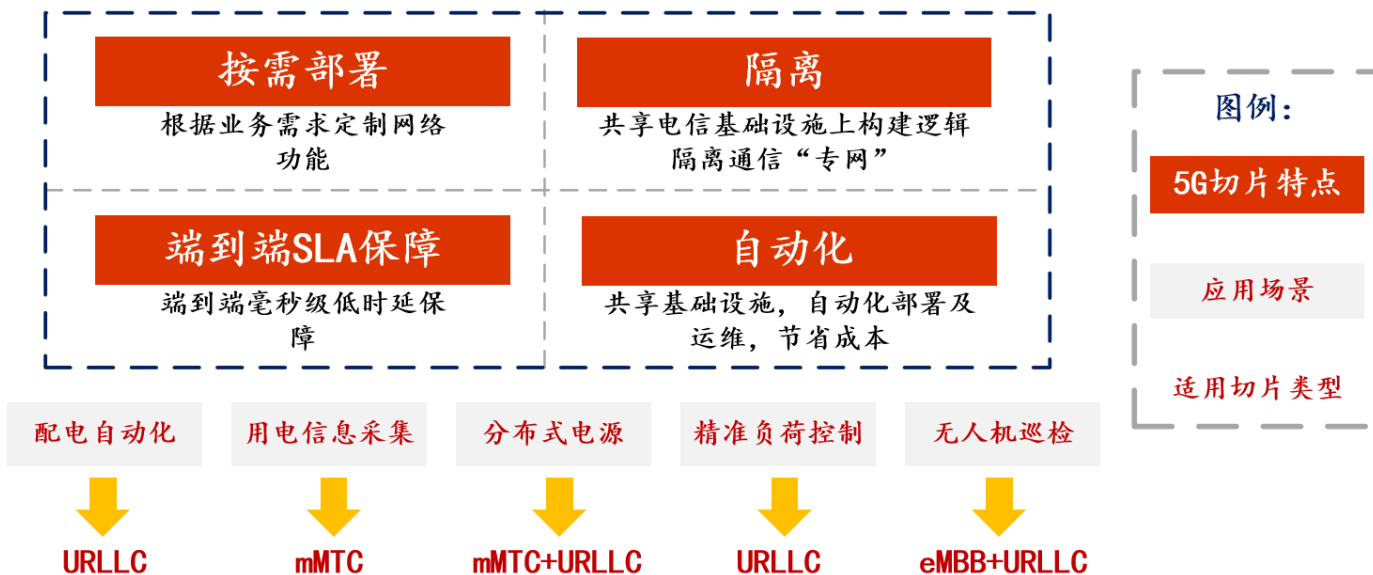 按需部署
根据业务需求定制网络
功能
隔离
共享电信基础设施上构建逻辑
隔离通信“专网”
端到端SLA保障
端到端毫秒级低时延保
障
自动化
共享基础设施，自动化部署及
运维，节省成本
图例：
5G切片特点
应用场景
适用切片类型
配电自动化
用电信息采集
分布式电源
精准负荷控制
无人机巡检
URLLC
mMTC
mMTC+URLLC
URLLC
eMBB+URLLC